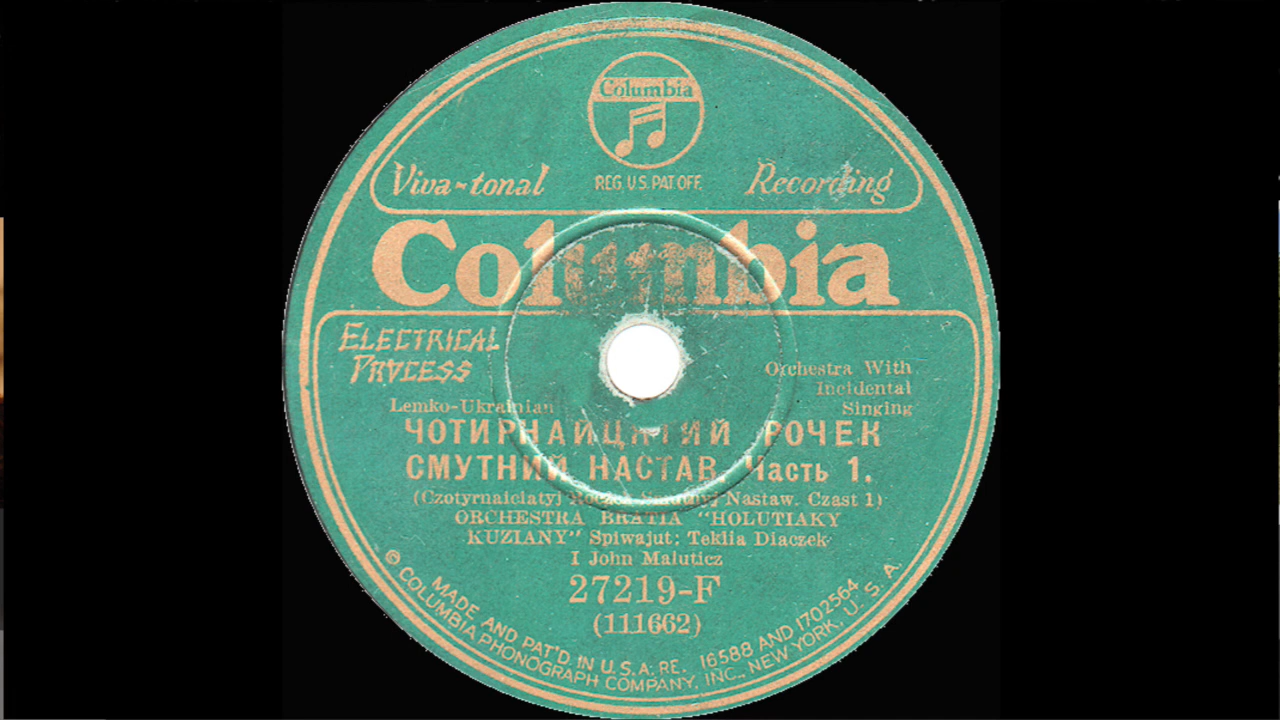 Columbia
Viva-tonal REG. U.S. PAT. OFF. Recording
Columbia
ELECTRICAL
PROCESS
Orchestra With
Incidental
Singing
Lemko-Ukrainian
ЧОТИРНАЙЦЯТИЙ РОЧЕК
СМУТНИЙ НАСТАВ. Часть 1.
(Czotyrnaiciatyj Roczek Smutnyj Nastaw. Czast 1)
ORCHESTRA BRATIA "HOLUTIAKY
KUZIANY" Spiwajut: Teklia Diaczek
I John Maluticz
27219-F
(111662)
MADE AND PAT'D. IN U.S.A. RE. 16588 AND 1702564
© COLUMBIA PHONOGRAPH COMPANY, INC., NEW YORK, U. S. A.